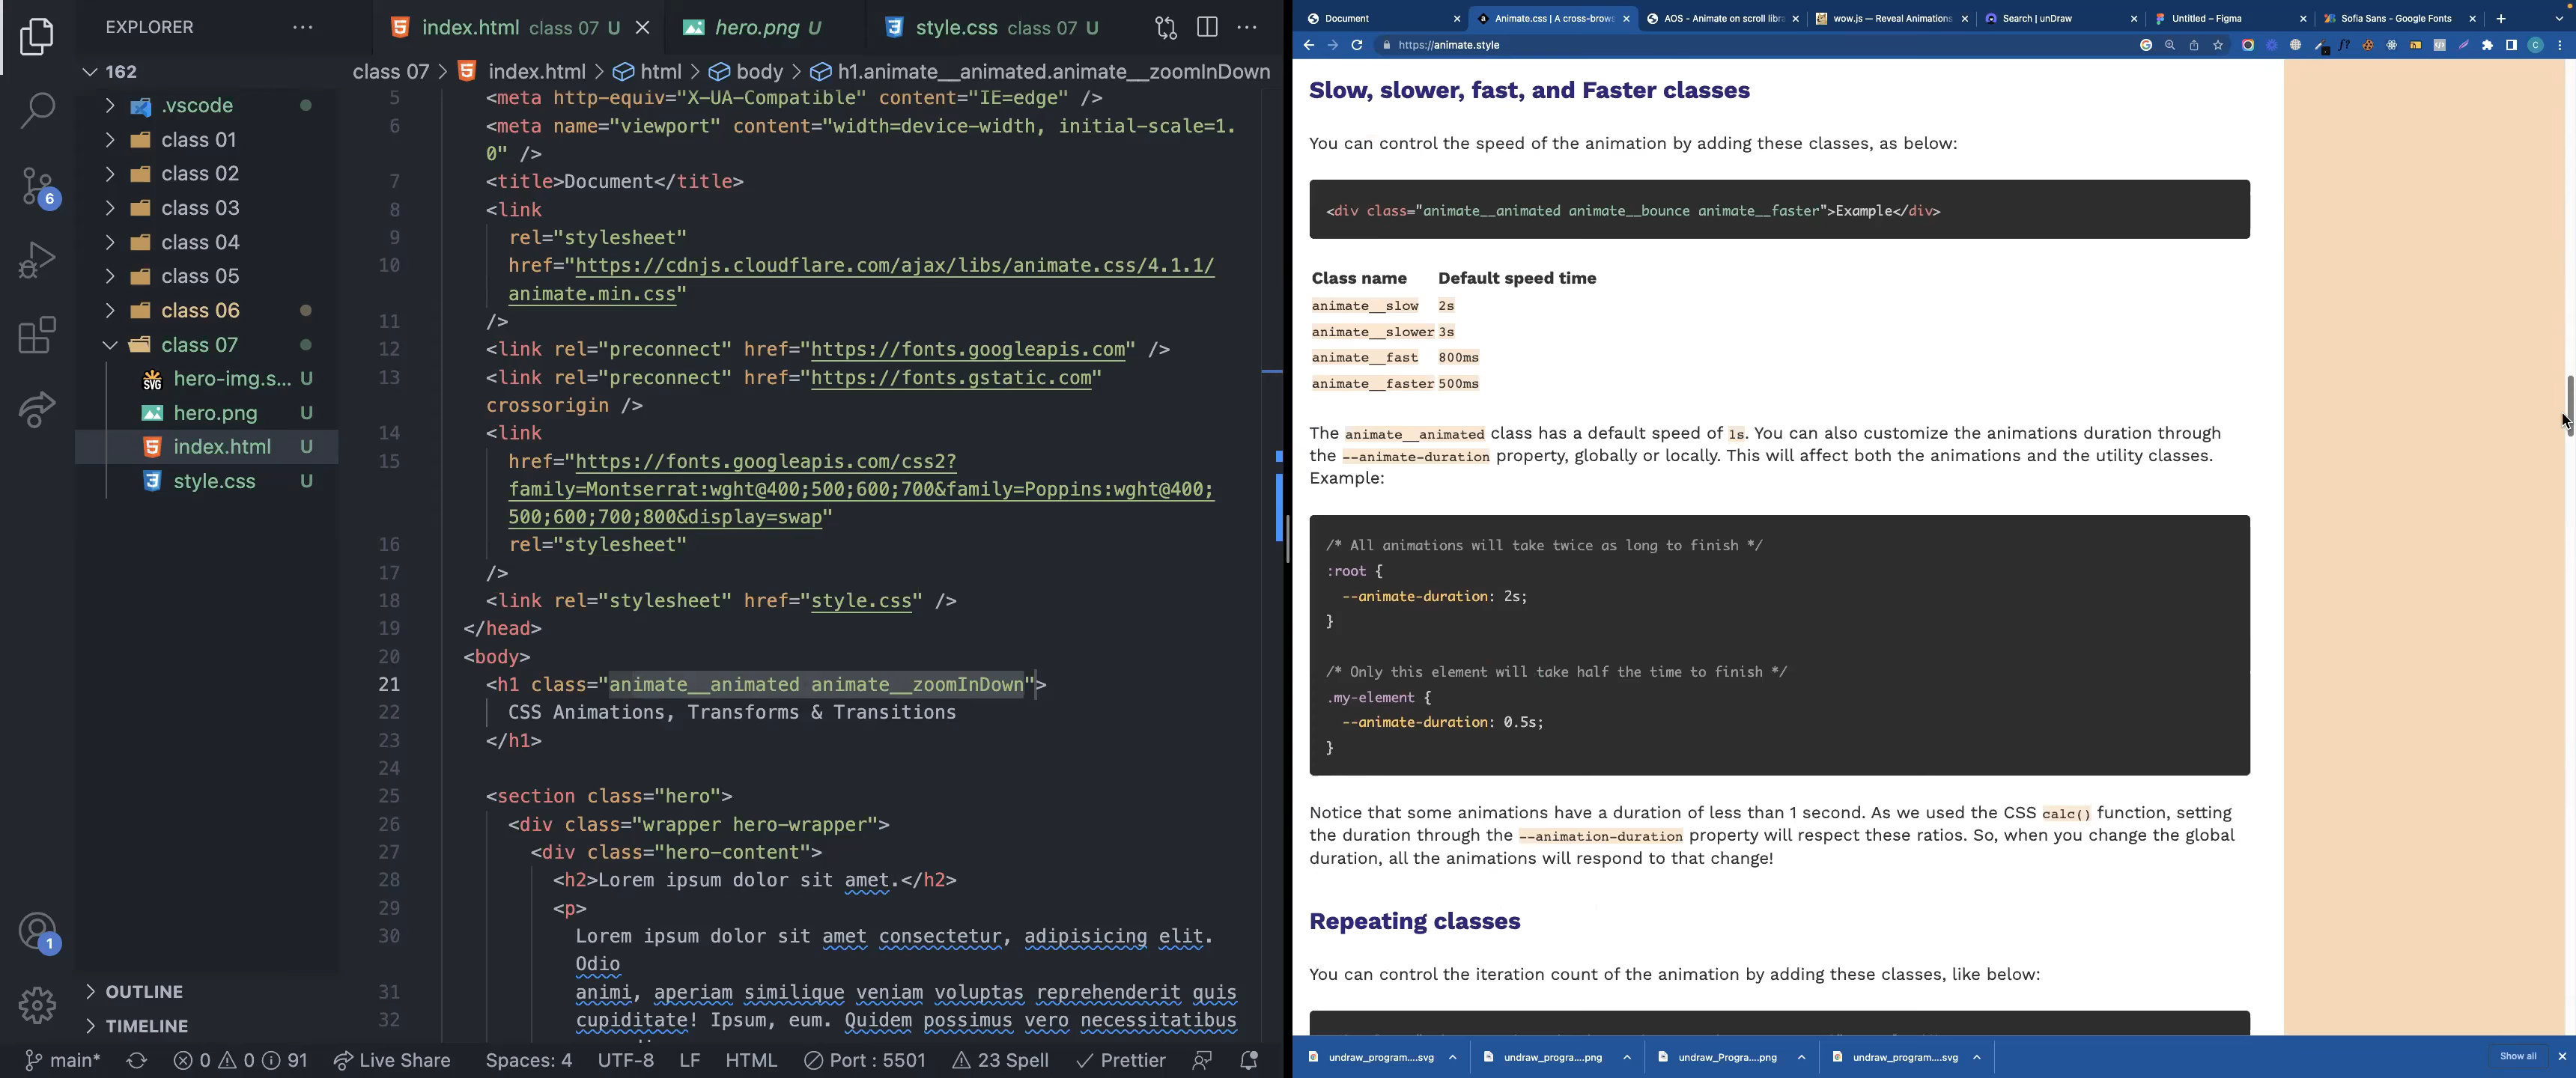 EXPLORER
162
.vscode
class 01
class 02
class 03
class 04
class 05
class 06
class 07
hero-img.s... U
hero.png U
index.html U
style.css U
OUTLINE
TIMELINE
6
1
index.html class 07 U
hero.png U
style.css class 07 U
class 07 > index.html > html > body > h1.animate__animated.animate__zoomInDown
5 <meta http-equiv="X-UA-Compatible" content="IE=edge" />
6 <meta name="viewport" content="width=device-width, initial-scale=1.
0" />
7 <title>Document</title>
8 <link
9 rel="stylesheet"
10 href="https://cdnjs.cloudflare.com/ajax/libs/animate.css/4.1.1/
animate.min.css"
11 />
12 <link rel="preconnect" href="https://fonts.googleapis.com" />
13 <link rel="preconnect" href="https://fonts.gstatic.com"
crossorigin />
14 <link
15 href="https://fonts.googleapis.com/css2?
family=Montserrat:wght@400;500;600;700&family=Poppins:wght@400;
500;600;700;800&display=swap"
16 rel="stylesheet"
17 />
18 <link rel="stylesheet" href="style.css" />
19 </head>
20 <body>
21 <h1 class="animate__animated animate__zoomInDown">
22 CSS Animations, Transforms & Transitions
23 </h1>
24
25 <section class="hero">
26 <div class="wrapper hero-wrapper">
27 <div class="hero-content">
28 <h2>Lorem ipsum dolor sit amet.</h2>
29 <p>
30 Lorem ipsum dolor sit amet consectetur, adipisicing elit.
Odio
31 animi, aperiam similique veniam voluptas reprehenderit quis
32 cupiditate! Ipsum, eum. Quidem possimus vero necessitatibus
main* 0 0 91 Live Share Spaces: 4 UTF-8 LF HTML Port : 5501 23 Spell Prettier
Document
Animate.css | A cross-brows
AOS - Animate on scroll libra
wow.js — Reveal Animations
Search | unDraw
Untitled – Figma
Sofia Sans - Google Fonts
https://animate.style
Slow, slower, fast, and Faster classes
You can control the speed of the animation by adding these classes, as below:
<div class="animate__animated animate__bounce animate__faster">Example</div>
Class name Default speed time
animate__slow 2s
animate__slower 3s
animate__fast 800ms
animate__faster 500ms
The animate__animated class has a default speed of 1s. You can also customize the animations duration through
the --animate-duration property, globally or locally. This will affect both the animations and the utility classes.
Example:
/* All animations will take twice as long to finish */
:root {
--animate-duration: 2s;
}
/* Only this element will take half the time to finish */
.my-element {
--animate-duration: 0.5s;
}
Notice that some animations have a duration of less than 1 second. As we used the CSS calc() function, setting
the duration through the --animation-duration property will respect these ratios. So, when you change the global
duration, all the animations will respond to that change!
Repeating classes
You can control the iteration count of the animation by adding these classes, like below:
undraw_program....svg
undraw_progra....png
undraw_Progra....png
undraw_program....svg
Show all